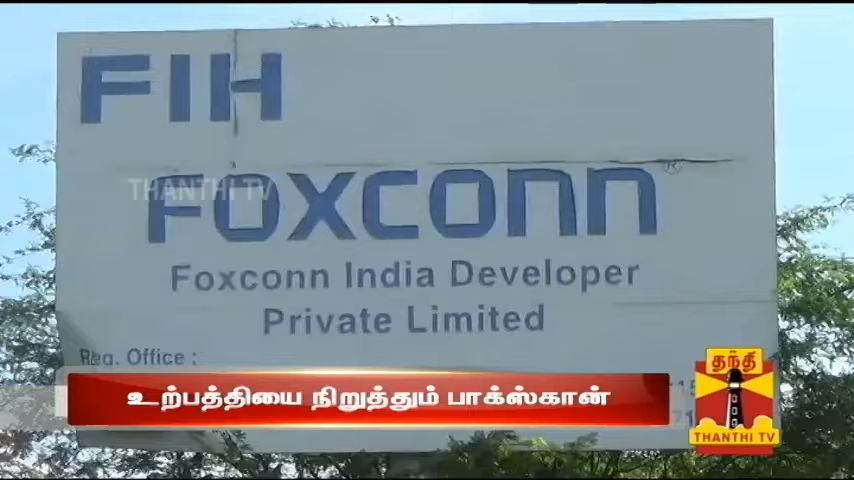 FIH
THANTHI TV
FOXCONN®
Foxconn India Developer
Private Limited
Reg. Office :
உற்பத்தியை நிறுத்தும் பாக்ஸ்கான்
தந்தி
THANTHI TV